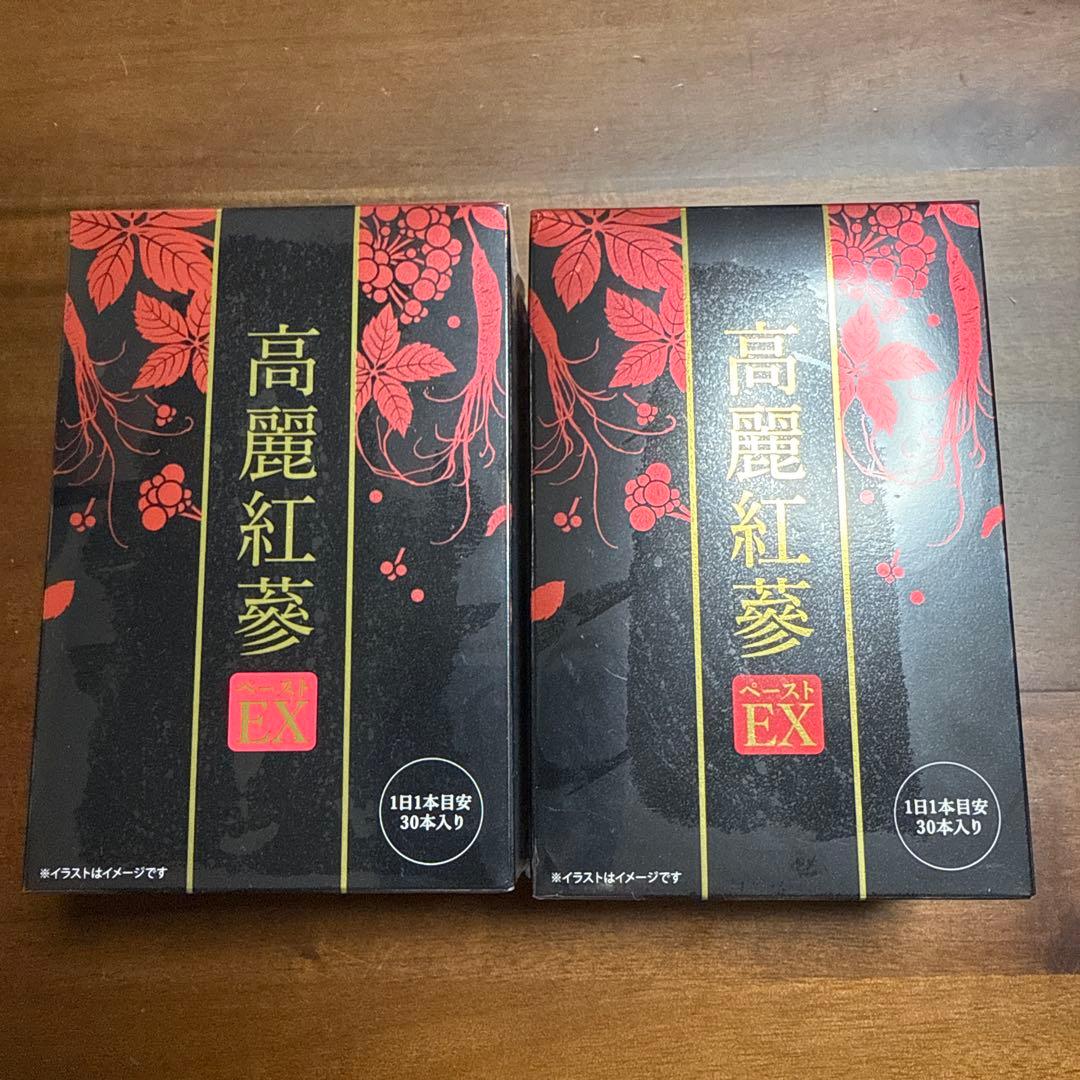 高麗紅蔘
ペースト
EX
1日1本目安
30本入り
※イラストはイメージです
高麗紅蔘
ペースト
EX
1日1本目安
30本入り
※イラストはイメージです